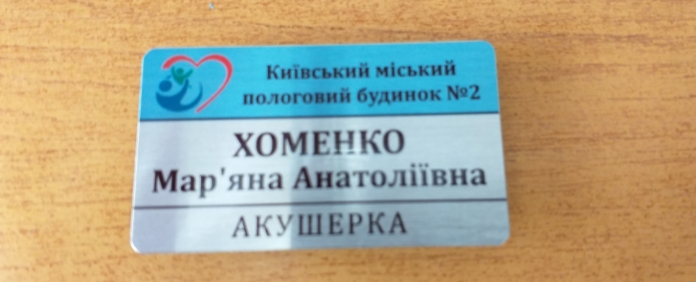 Київський міський
пологовий будинок №2
ХОМЕНКО
Мар'яна Анатоліївна
АКУШЕРКА